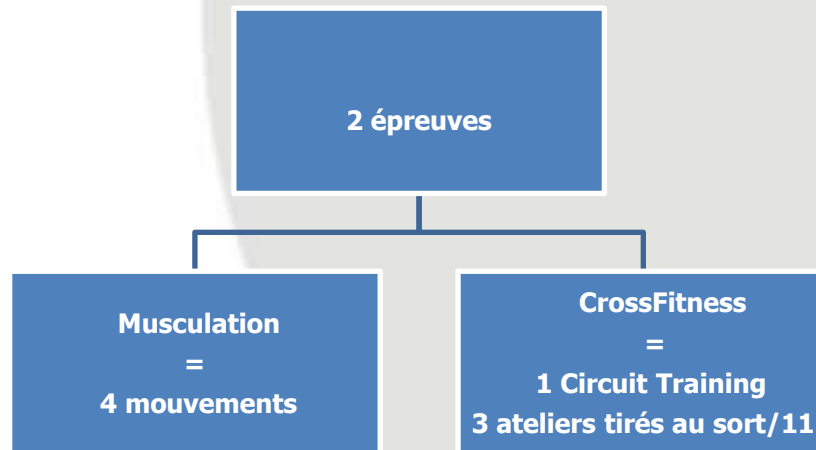 2 épreuves
Musculation
=
4 mouvements
CrossFitness
=
1 Circuit Training
3 ateliers tirés au sort/11